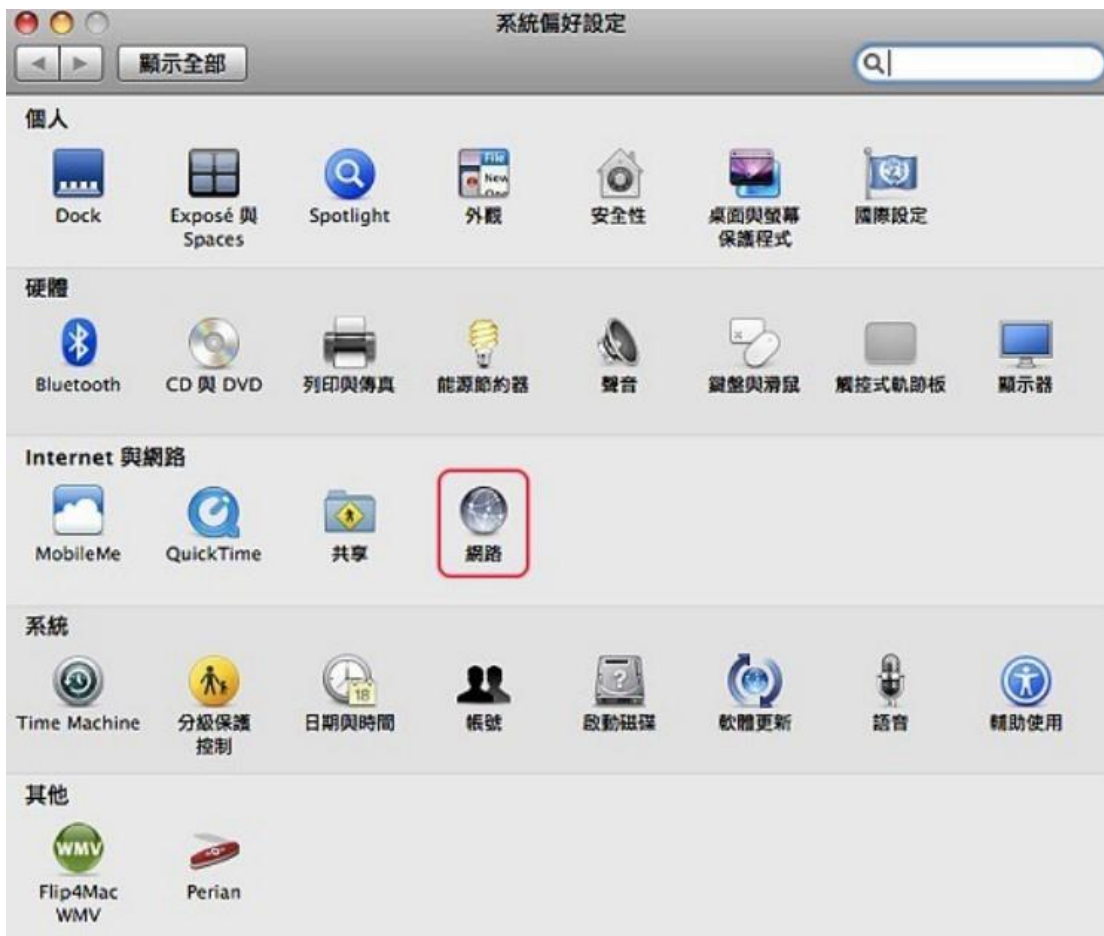 系統偏好設定
顯示全部
個人
Dock
Exposé 與
Spaces
Spotlight
File
New
外觀
安全性
桌面與螢幕
保護程式
國際設定
硬體
Bluetooth
CD 與 DVD
列印與傳真
能源節約器
聲音
鍵盤與滑鼠
觸控式軌跡板
顯示器
Internet 與網路
MobileMe
QuickTime
共享
網路
系統
Time Machine
分級保護
控制
18
日期與時間
帳號
?
啟動磁碟
軟體更新
語音
輔助使用
其他
WMV
Flip4Mac
WMV
Perian